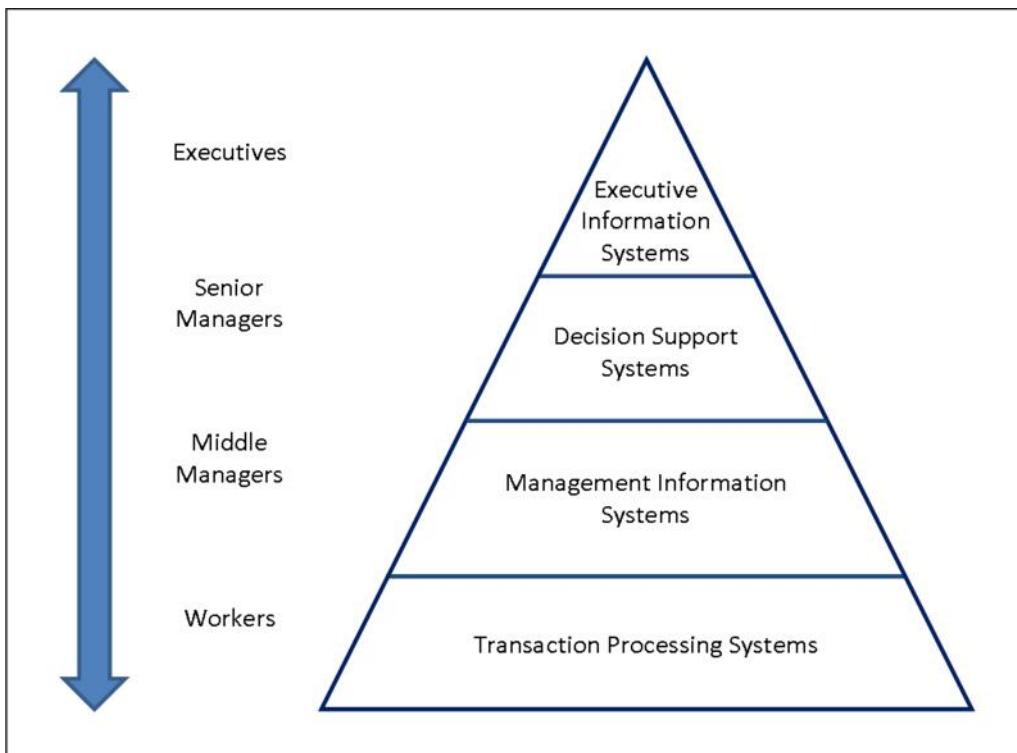 Executives
Executive
Information
Systems
Senior
Managers
Decision Support
Systems
Middle
Managers
Management Information
Systems
Workers
Transaction Processing Systems